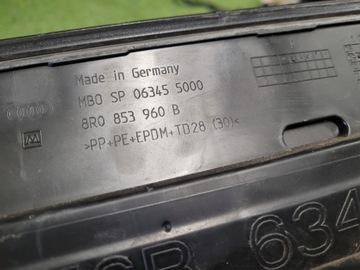 Made in Germany
MBO SP 06345 5000
8R0 853 960 B
>PP+PE+EPDM+TD28 (30)<
634